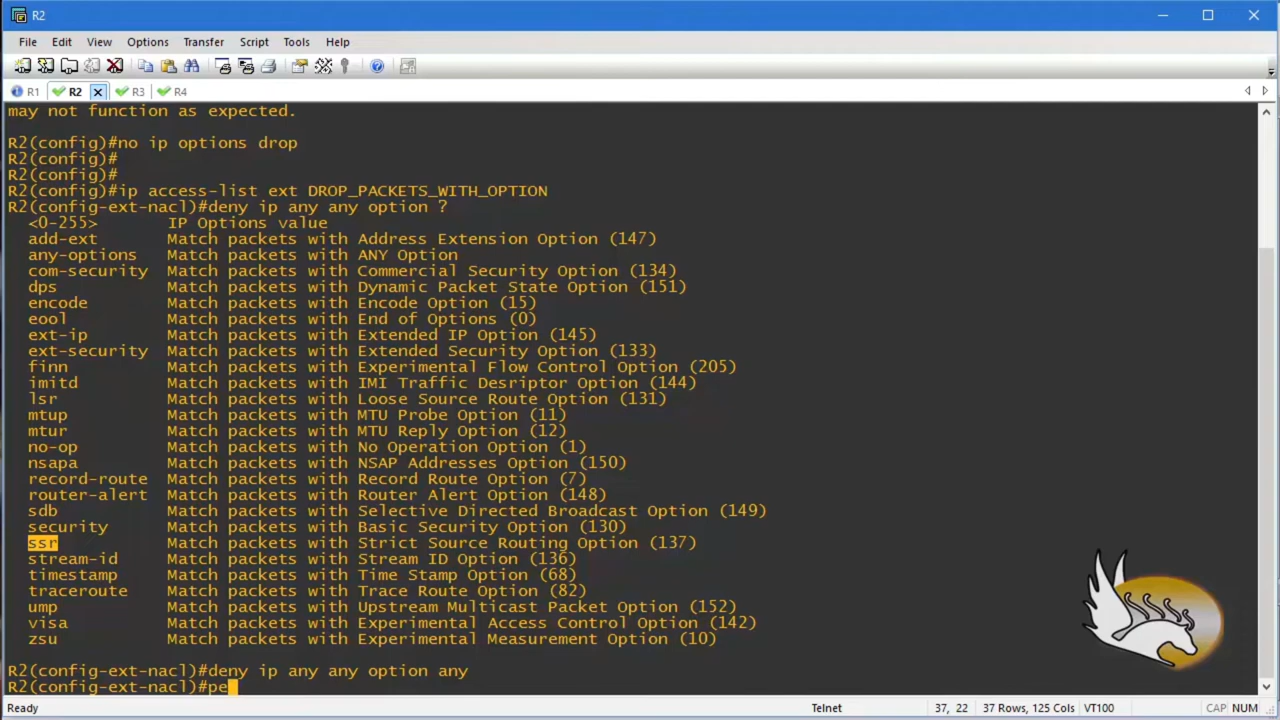 R2
File Edit View Options Transfer Script Tools Help
R1 R2 R3 R4
may not function as expected.
R2(config)#no ip options drop
R2(config)#
R2(config)#
R2(config)#ip access-list ext DROP_PACKETS_WITH_OPTION
R2(config-ext-nacl)#deny ip any any option ?
<0-255> IP Options value
add-ext Match packets with Address Extension Option (147)
any-options Match packets with ANY Option
com-security Match packets with Commercial Security Option (134)
dps Match packets with Dynamic Packet State Option (151)
encode Match packets with Encode Option (15)
eool Match packets with End of Options (0)
ext-ip Match packets with Extended IP Option (145)
ext-security Match packets with Extended Security Option (133)
finn Match packets with Experimental Flow Control Option (205)
imitd Match packets with IMI Traffic Desriptor Option (144)
lsr Match packets with Loose Source Route Option (131)
mtup Match packets with MTU Probe Option (11)
mtur Match packets with MTU Reply Option (12)
no-op Match packets with No Operation Option (1)
nsapa Match packets with NSAP Addresses Option (150)
record-route Match packets with Record Route Option (7)
router-alert Match packets with Router Alert Option (148)
sdb Match packets with Selective Directed Broadcast Option (149)
security Match packets with Basic Security Option (130)
ssr Match packets with Strict Source Routing Option (137)
stream-id Match packets with Stream ID Option (136)
timestamp Match packets with Time Stamp Option (68)
traceroute Match packets with Trace Route Option (82)
ump Match packets with Upstream Multicast Packet Option (152)
visa Match packets with Experimental Access Control Option (142)
zsu Match packets with Experimental Measurement Option (10)
R2(config-ext-nacl)#deny ip any any option any
R2(config-ext-nacl)#pe
Ready Telnet 37, 22 37 Rows, 125 Cols VT100 CAP NUM